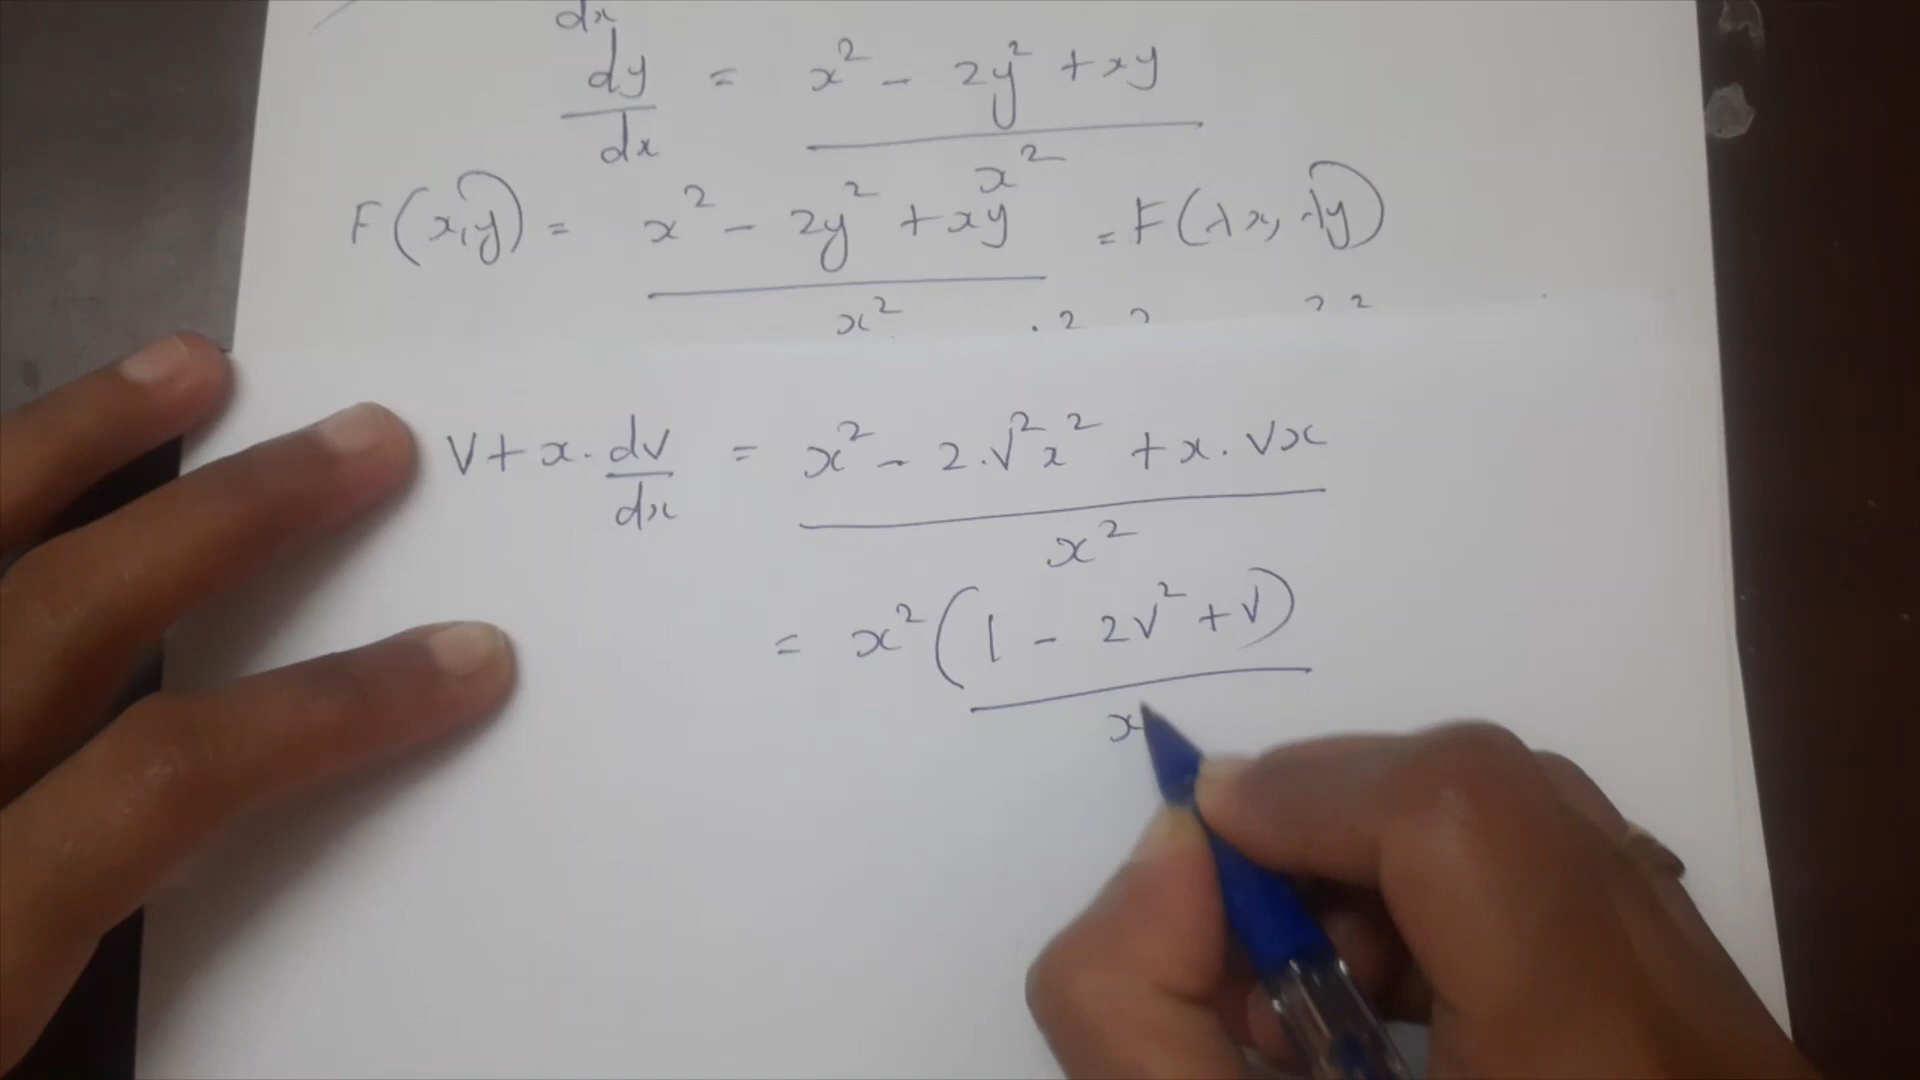 dx
dy/dx = (x² - 2y² + xy)/x²
F(x,y) = (x² - 2y² + xy)/x² = F(λx, λy)
V + x . dv/dx = (x² - 2.V²x² + x . Vx)/x²
= x²(1 - 2V² + V)/x